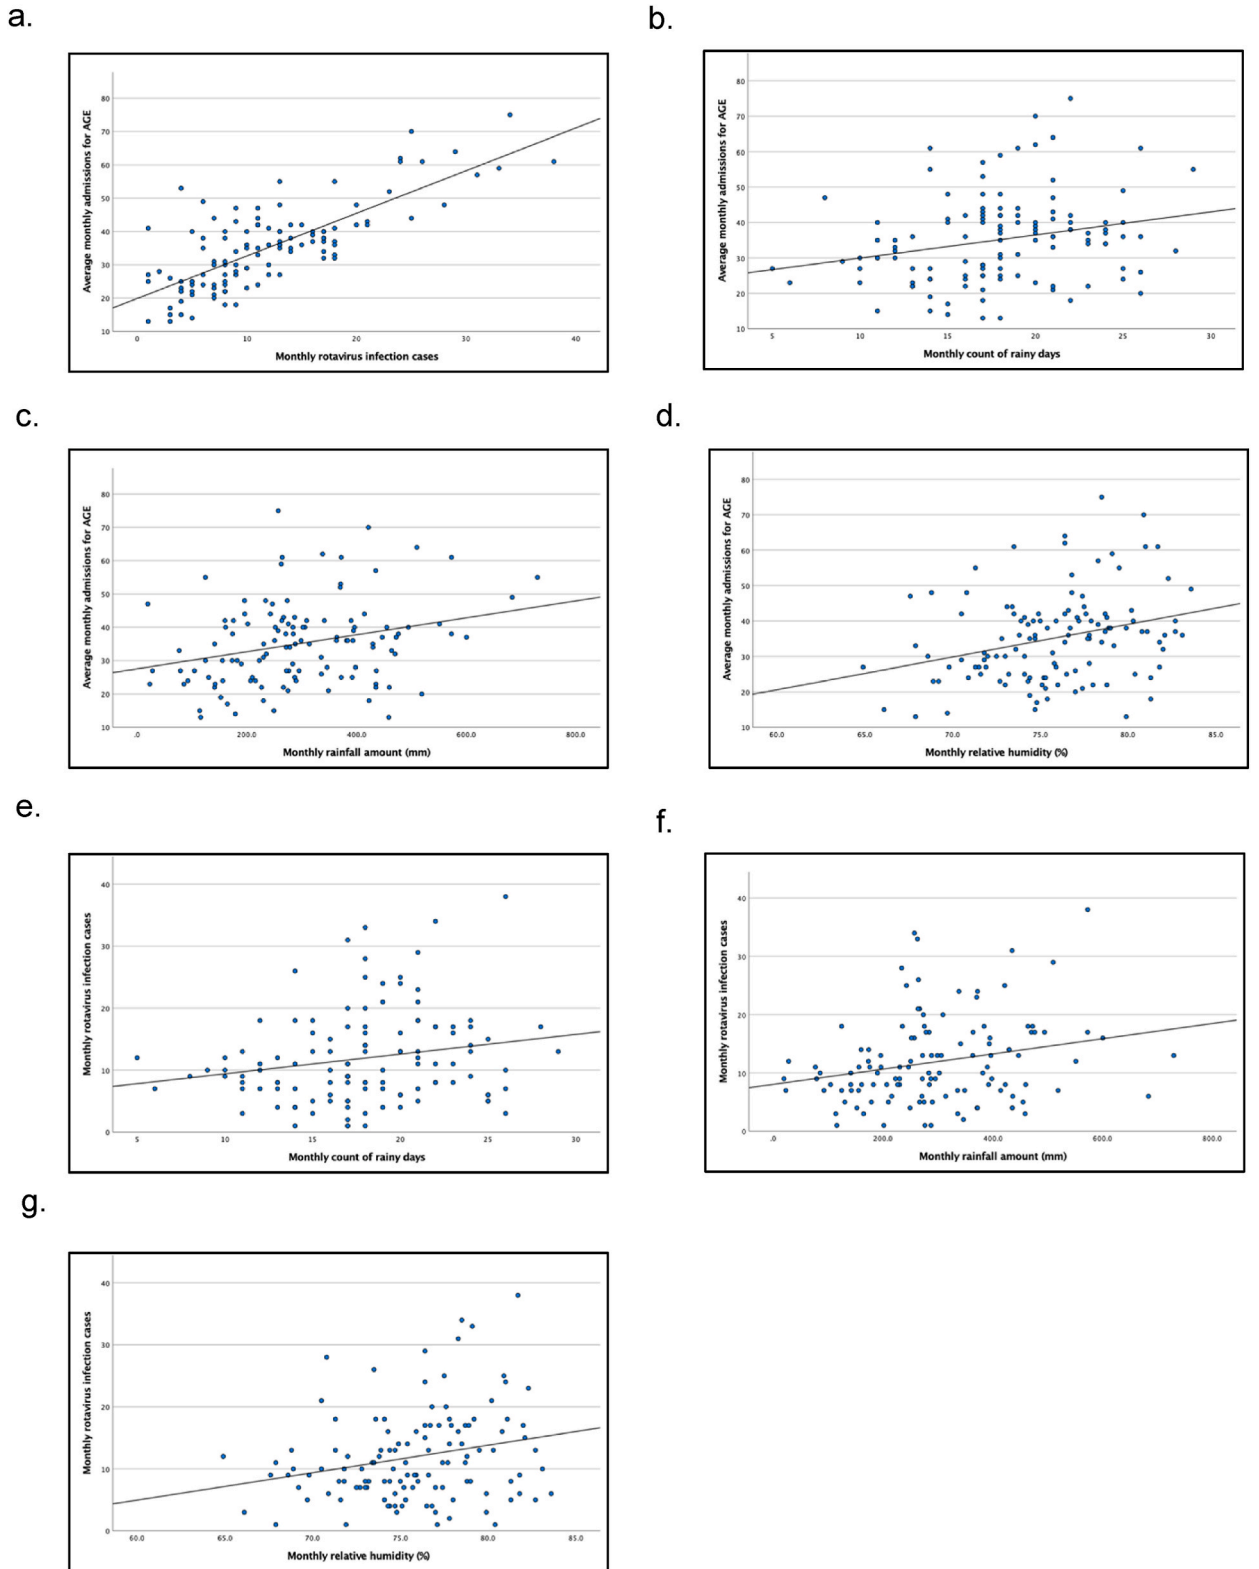 a.
80
70
60
50
40
30
20
10
Average monthly admissions for AGE
0 10 20 30 40
Monthly rotavirus infection cases
b.
80
70
60
50
40
30
20
10
Average monthly admissions for AGE
5 10 15 20 25 30
Monthly count of rainy days
c.
80
70
60
50
40
30
20
10
Average monthly admissions for AGE
.0 200.0 400.0 600.0 800.0
Monthly rainfall amount (mm)
d.
80
70
60
50
40
30
20
10
Average monthly admissions for AGE
60.0 65.0 70.0 75.0 80.0 85.0
Monthly relative humidity (%)
e.
40
30
20
10
0
Monthly rotavirus infection cases
5 10 15 20 25 30
Monthly count of rainy days
f.
40
30
20
10
0
Monthly rotavirus infection cases
.0 200.0 400.0 600.0 800.0
Monthly rainfall amount (mm)
g.
40
30
20
10
0
Monthly rotavirus infection cases
60.0 65.0 70.0 75.0 80.0 85.0
Monthly relative humidity (%)